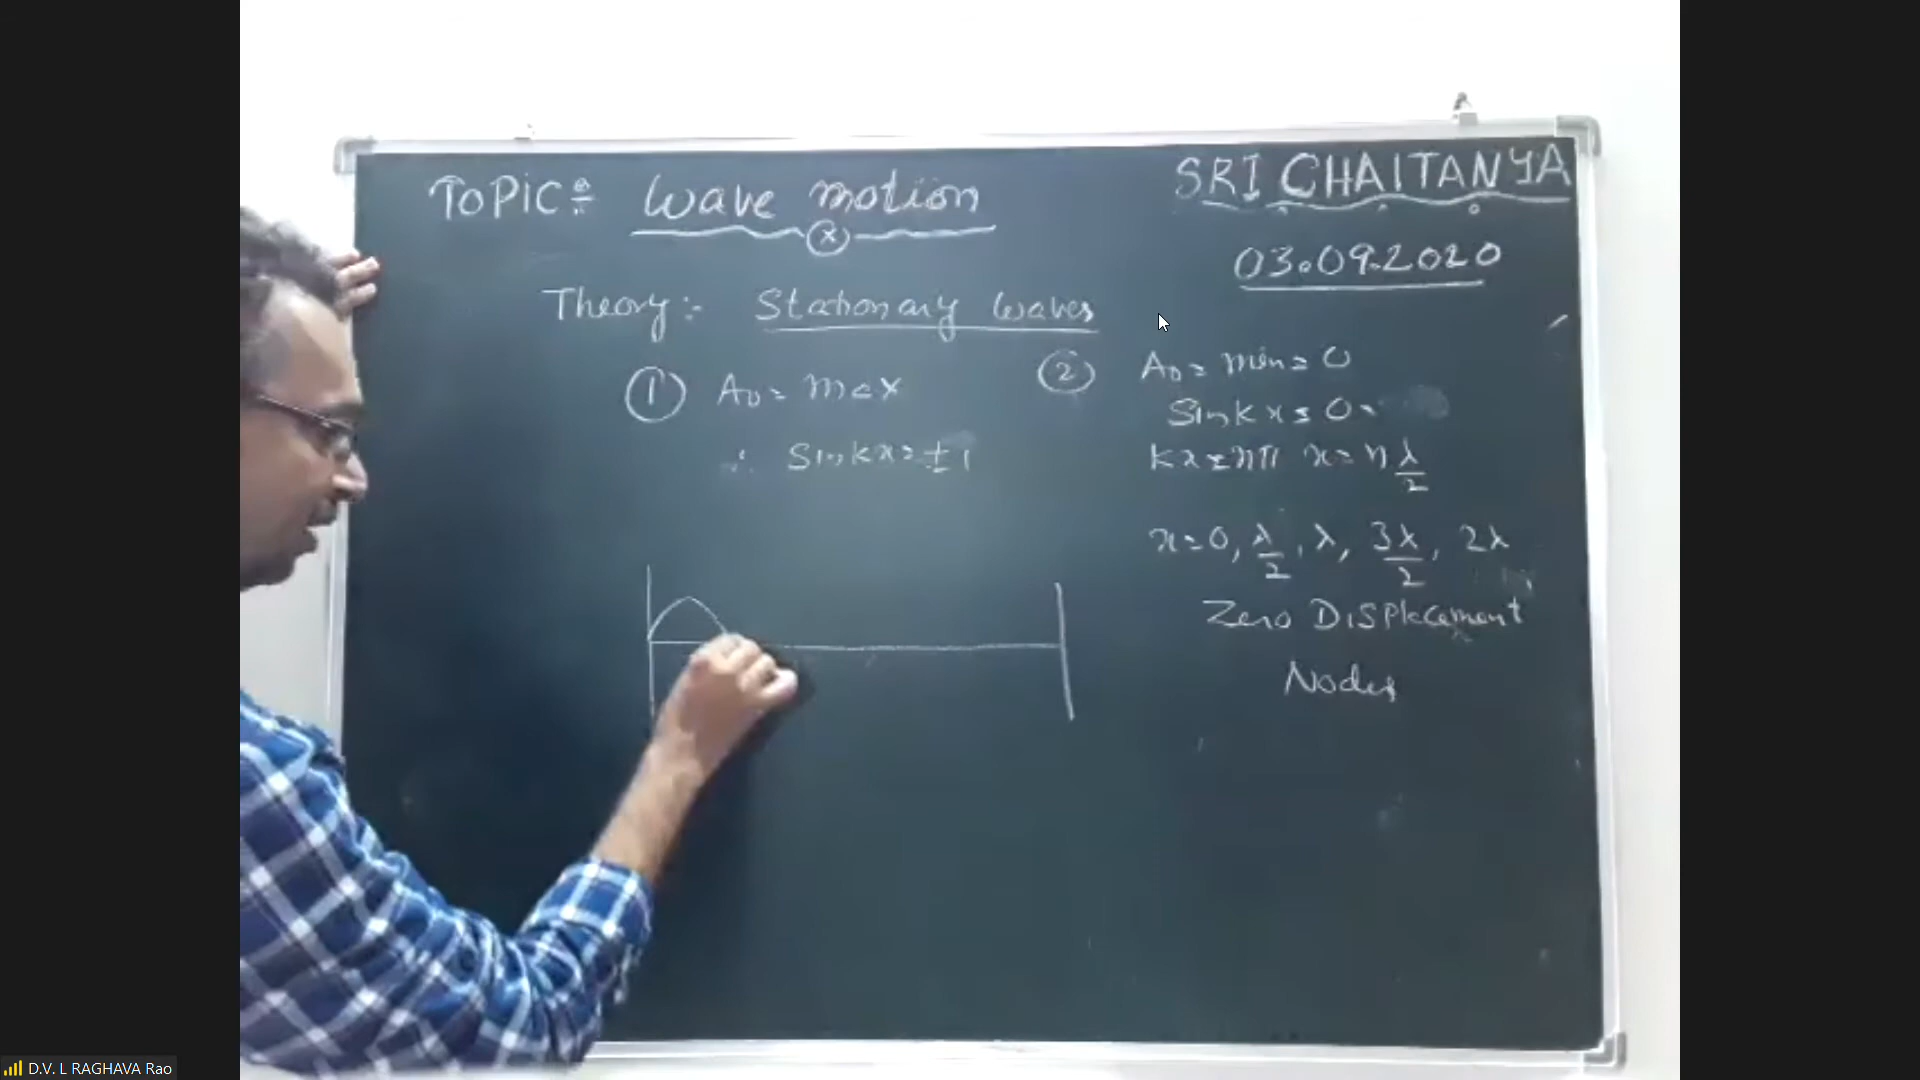 SRI CHAITANYA
TOPIC:- Wave motion
(x)
03.09.2020
Theory:- Stationary Waves
① A₀ = max
∴ Sinkx = ±1
② A₀ = min = 0
Sinkx = 0
kx = nπ x = n λ/2
x = 0, λ/2, λ, 3λ/2, 2λ
Zero Displacement
Nodes
D.V. L RAGHAVA Rao